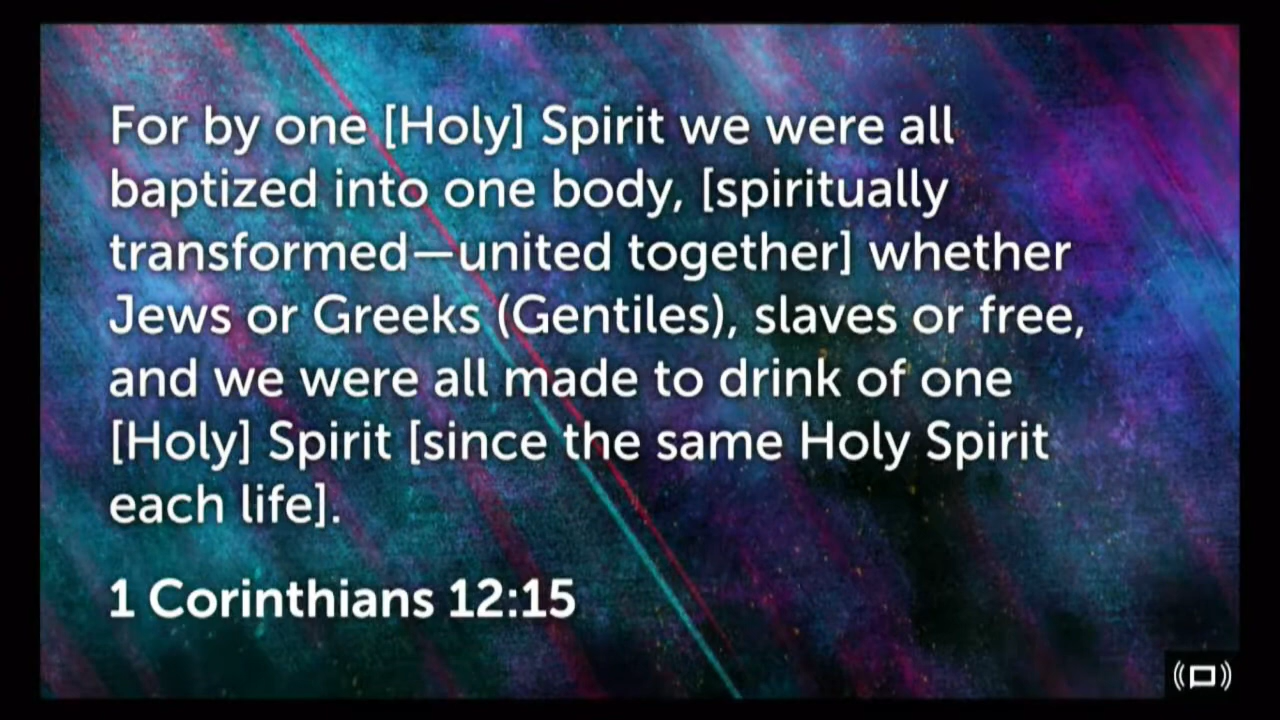 For by one [Holy] Spirit we were all
baptized into one body, [spiritually
transformed—united together] whether
Jews or Greeks (Gentiles), slaves or free,
and we were all made to drink of one
[Holy] Spirit [since the same Holy Spirit
each life].
1 Corinthians 12:15